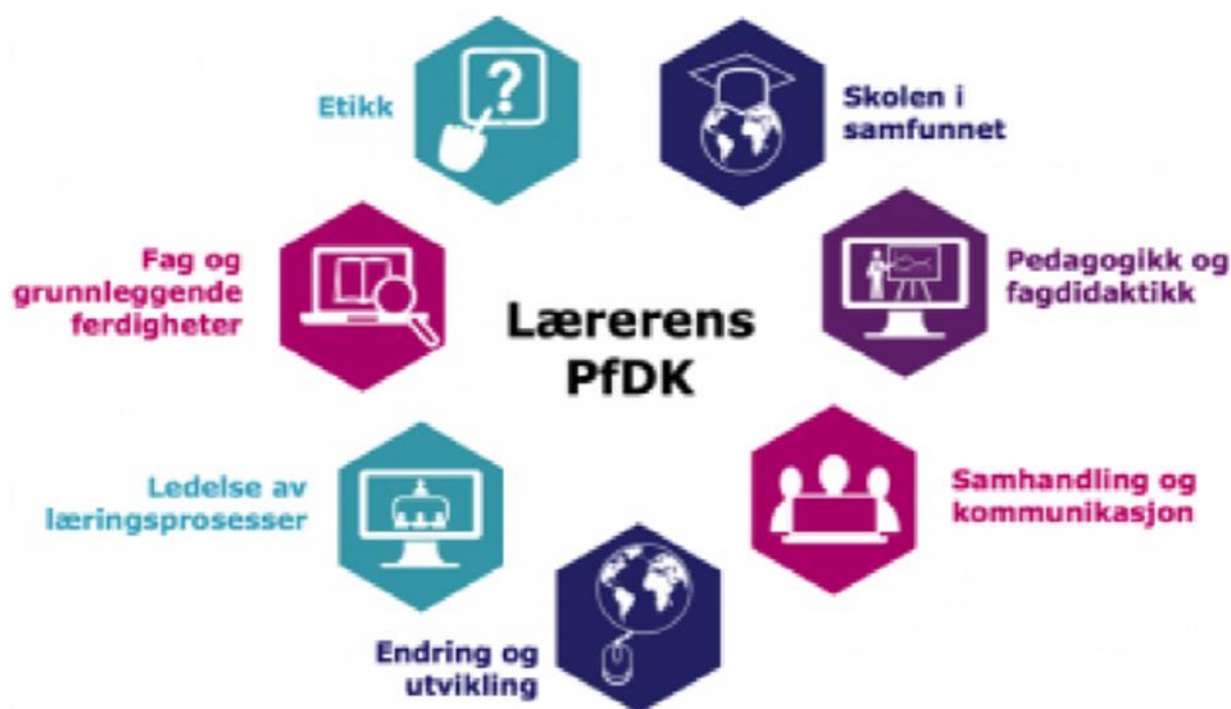 Etikk
Skolen i
samfunnet
Fag og
grunnleggende
ferdigheter
Pedagogikk og
fagdidaktikk
Lærerens
PfDK
Ledelse av
læringsprosesser
Samhandling og
kommunikasjon
Endring og
utvikling